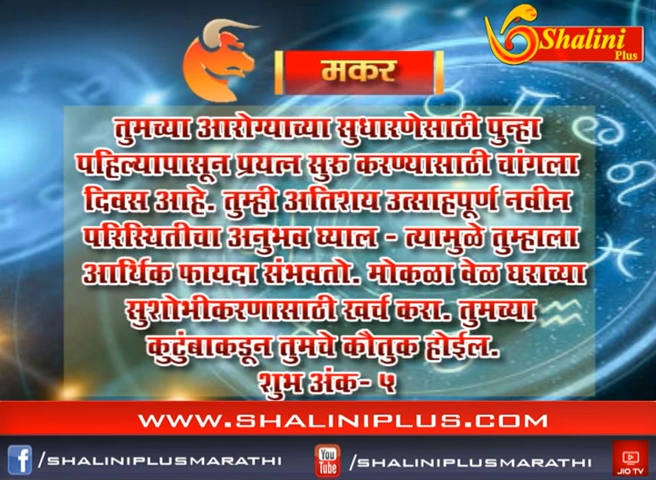 Shalini
Plus
मकर
तुमच्या आरोग्याच्या सुधारणेसाठी पुन्हा
पहिल्यापासून प्रयत्न सुरू करण्यासाठी चांगला
दिवस आहे. तुम्ही अतिशय उत्साहपूर्ण नवीन
परिस्थितीचा अनुभव घ्याल - त्यामुळे तुम्हाला
आर्थिक फायदा संभवतो. मोकळा वेळ घराच्या
सुशोभीकरणासाठी खर्च करा. तुमच्या
कुटुंबाकडून तुमचे कौतुक होईल.
शुभ अंक- ५
WWW.SHALINIPLUS.COM
f /SHALINIPLUSMARATHI You Tube /SHALINIPLUSMARATHI JIO TV